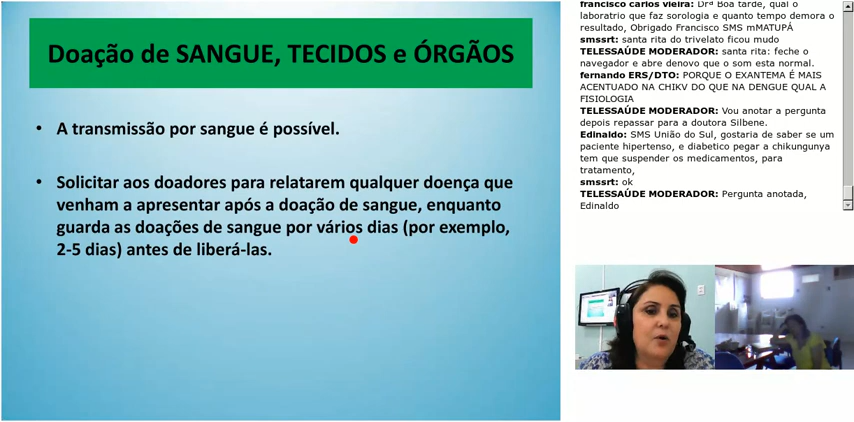 Doação de SANGUE, TECIDOS e ÓRGÃOS
• A transmissão por sangue é possível.
• Solicitar aos doadores para relatarem qualquer doença que
venham a apresentar após a doação de sangue, enquanto
guarda as doações de sangue por vários dias (por exemplo,
2-5 dias) antes de liberá-las.
francisco carlos vieira: Drª Boa tarde, qual o
laboratrio que faz sorologia e quanto tempo demora o
resultado, Obrigado Francisco SMS mMATUPÁ
smssrt: santa rita do trivelato ficou mudo
TELESSAÚDE MODERADOR: santa rita: feche o
navegador e abre denovo que o som esta normal.
fernando ERS/DTO: PORQUE O EXANTEMA É MAIS
ACENTUADO NA CHIKV DO QUE NA DENGUE QUAL A
FISIOLOGIA
TELESSAÚDE MODERADOR: Vou anotar a pergunta
depois repassar para a doutora Silbene.
Edinaldo: SMS União do Sul, gostaria de saber se um
paciente hipertenso, e diabetico pegar a chikungunya
tem que suspender os medicamentos, para
tratamento,
smssrt: ok
TELESSAÚDE MODERADOR: Pergunta anotada,
Edinaldo